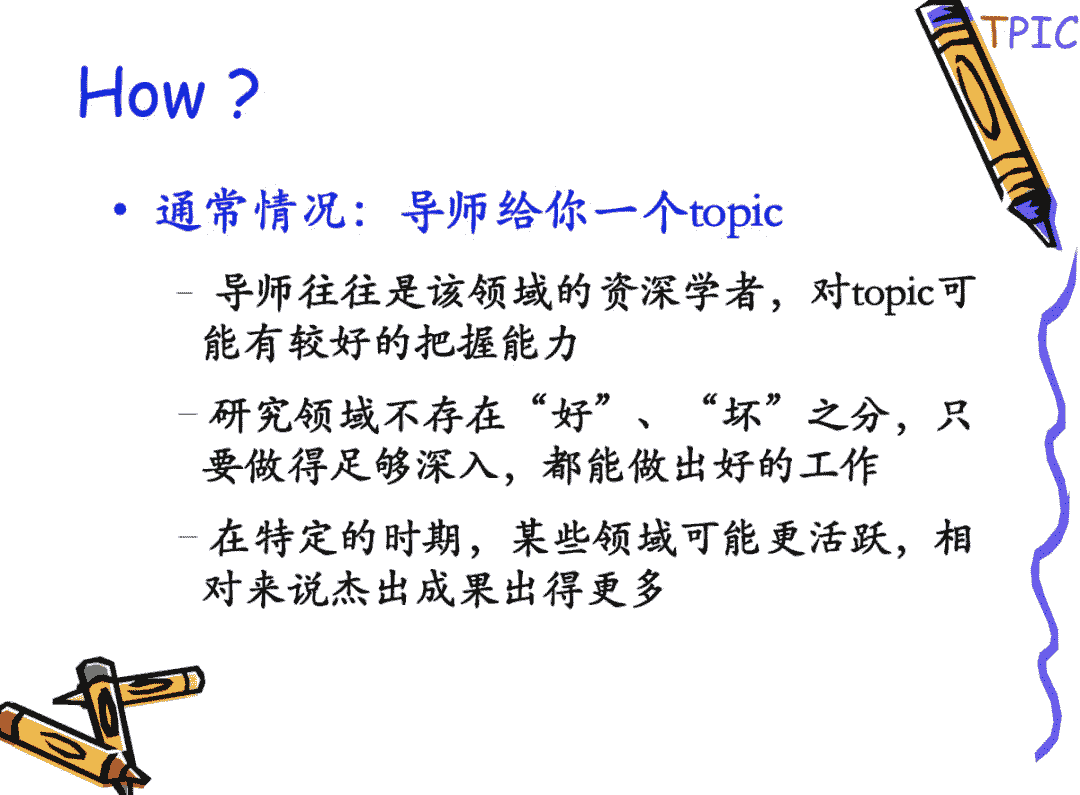 TPIC
How？
• 通常情况：导师给你一个topic
– 导师往往是该领域的资深学者，对topic可
能有较好的把握能力
– 研究领域不存在“好”、“坏”之分，只
要做得足够深入，都能做出好的工作
– 在特定的时期，某些领域可能更活跃，相
对来说杰出成果出得更多